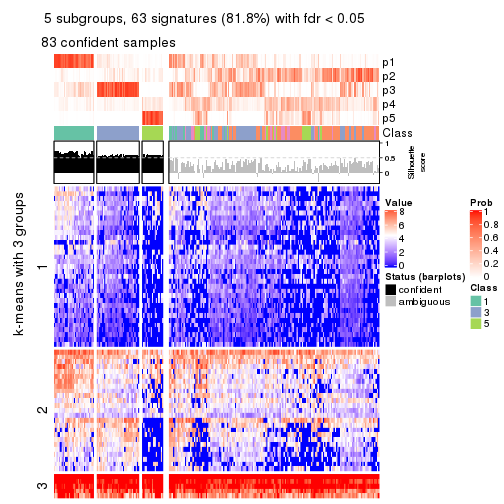 5 subgroups, 63 signatures (81.8%) with fdr < 0.05
83 confident samples
p1
p2
p3
p4
p5
Class
1
0.5
0
Silhouette
score
k-means with 3 groups
1
2
3
Value
8
6
4
2
0
Status (barplots)
confident
ambiguous
Prob
1
0.8
0.6
0.4
0.2
0
Class
1
3
5